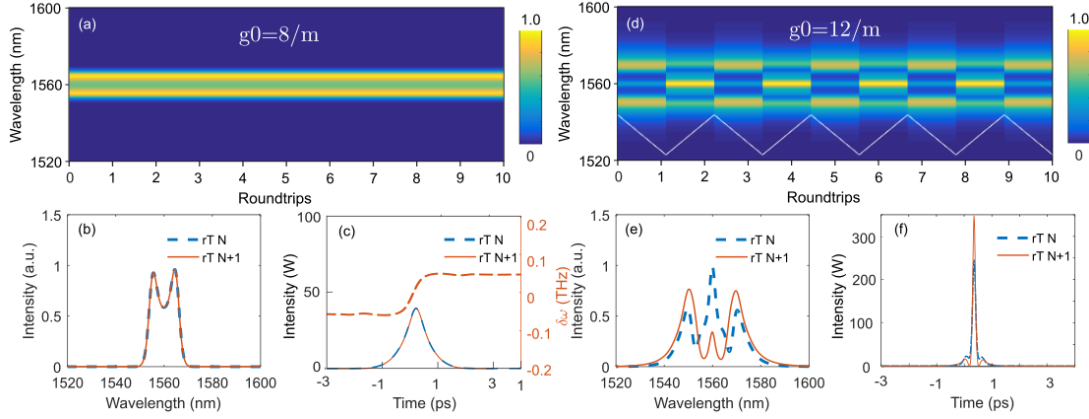 (a)
g0=8/m
1600
1560
1520
Wavelength (nm)
0 1 2 3 4 5 6 7 8 9 10
Roundtrips
1.0
0
(d)
g0=12/m
1600
1560
1520
Wavelength (nm)
0 1 2 3 4 5 6 7 8 9 10
Roundtrips
1.0
0
(b)
rT N
rT N+1
1.5
1
0.5
0
Intensity (a.u.)
1520 1540 1560 1580 1600
Wavelength (nm)
(c)
rT N
rT N+1
100
50
0
Intensity (W)
-3 -1 1 3 4
Time (ps)
0.2
0.1
0
-0.1
-0.2
δω (THz)
(e)
rT N
rT N+1
1.5
1
0.5
0
Intensity (a.u.)
1520 1540 1560 1580 1600
Wavelength (nm)
(f)
rT N
rT N+1
300
200
100
0
Intensity (W)
-3 -1 1 3
Time (ps)